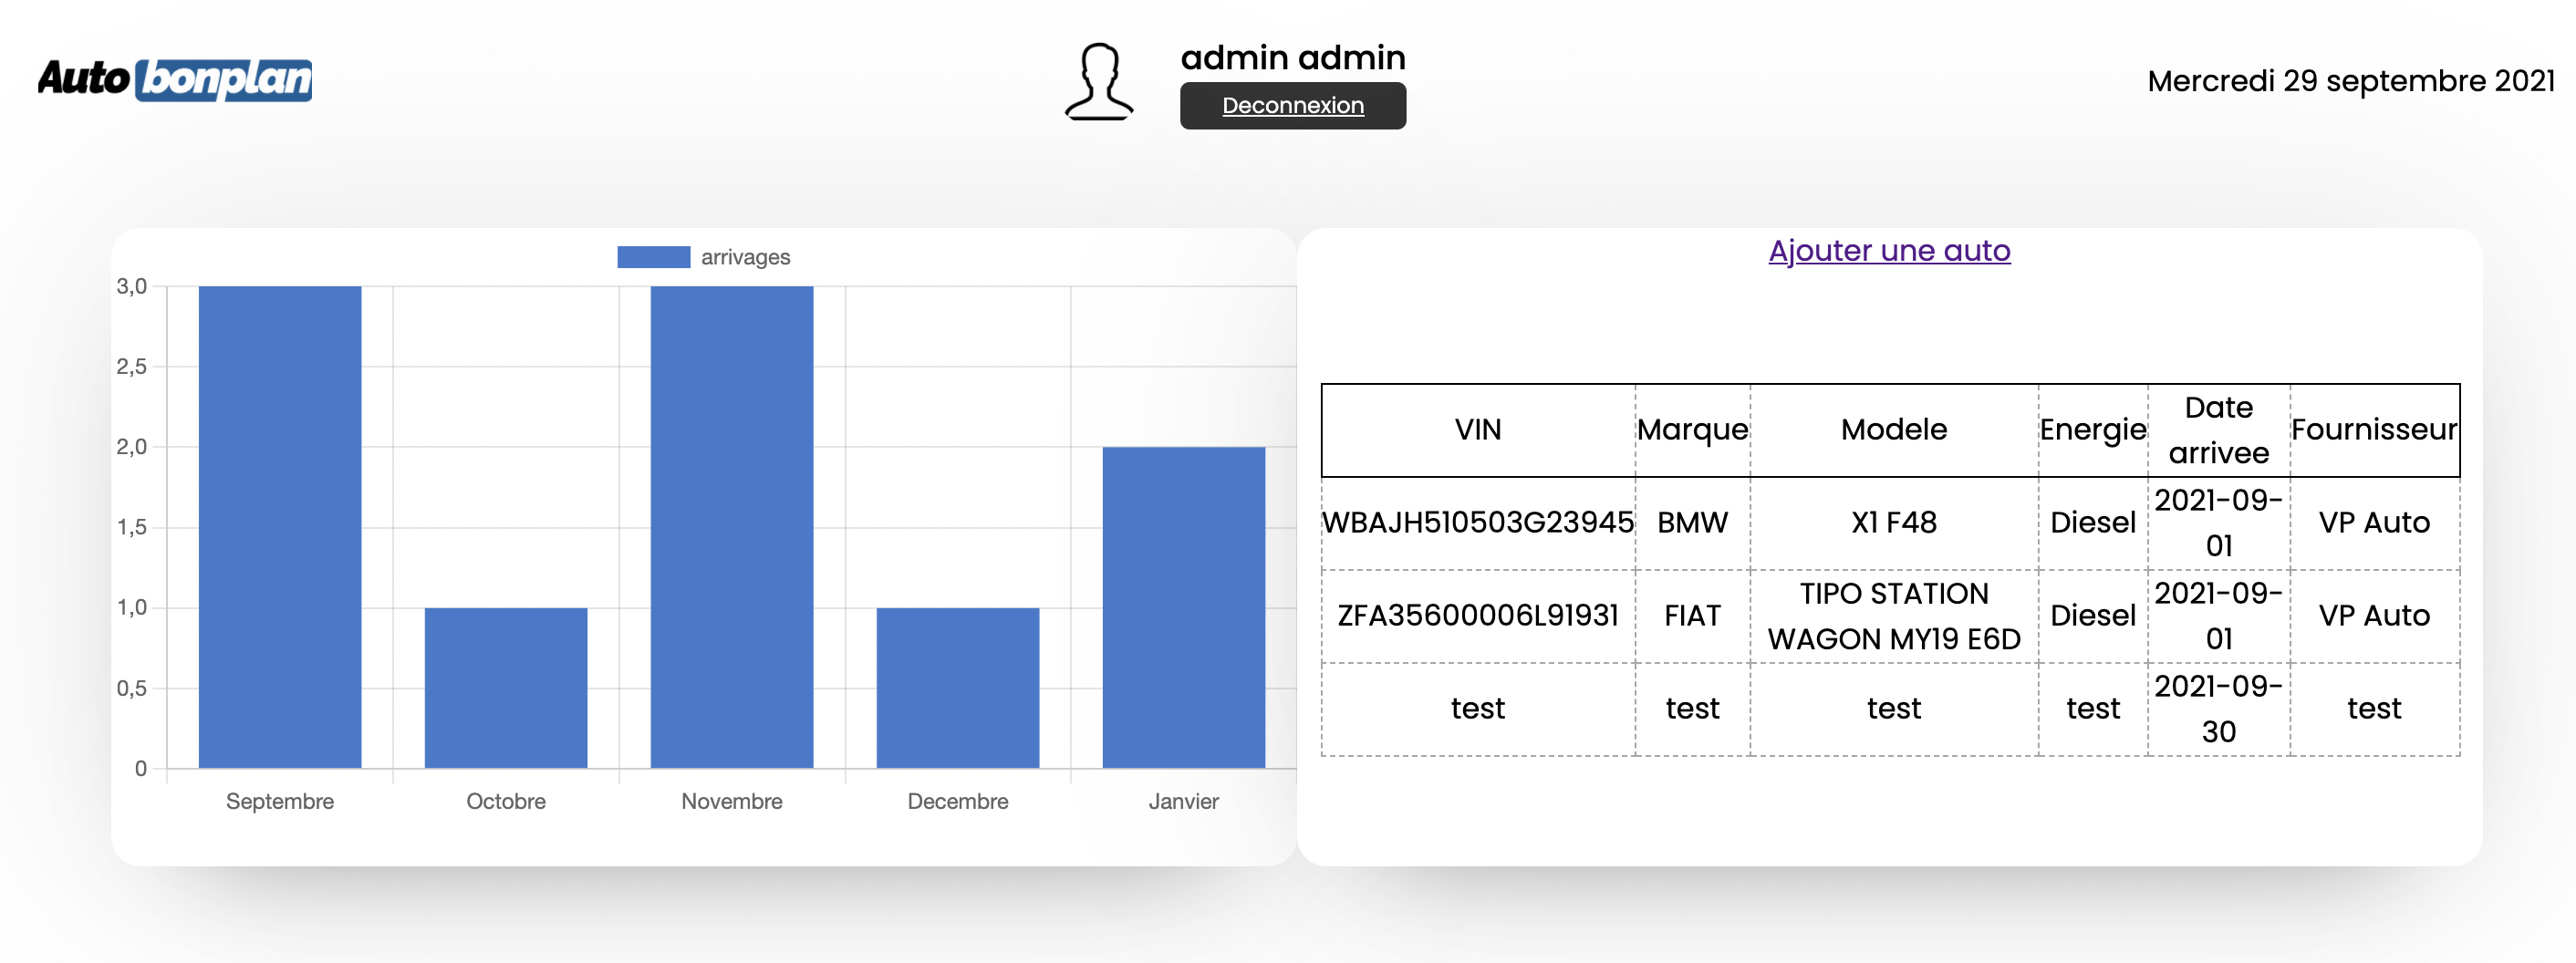 Auto bonplan
admin admin
Deconnexion
Mercredi 29 septembre 2021
arrivages
3,0
2,5
2,0
1,5
1,0
0,5
0
Septembre Octobre Novembre Decembre Janvier
Ajouter une auto
VIN Marque Modele Energie Date arrivee Fournisseur
WBAJH510503G23945 BMW X1 F48 Diesel 2021-09-01 VP Auto
ZFA35600006L91931 FIAT TIPO STATION WAGON MY19 E6D Diesel 2021-09-01 VP Auto
test test test test 2021-09-30 test